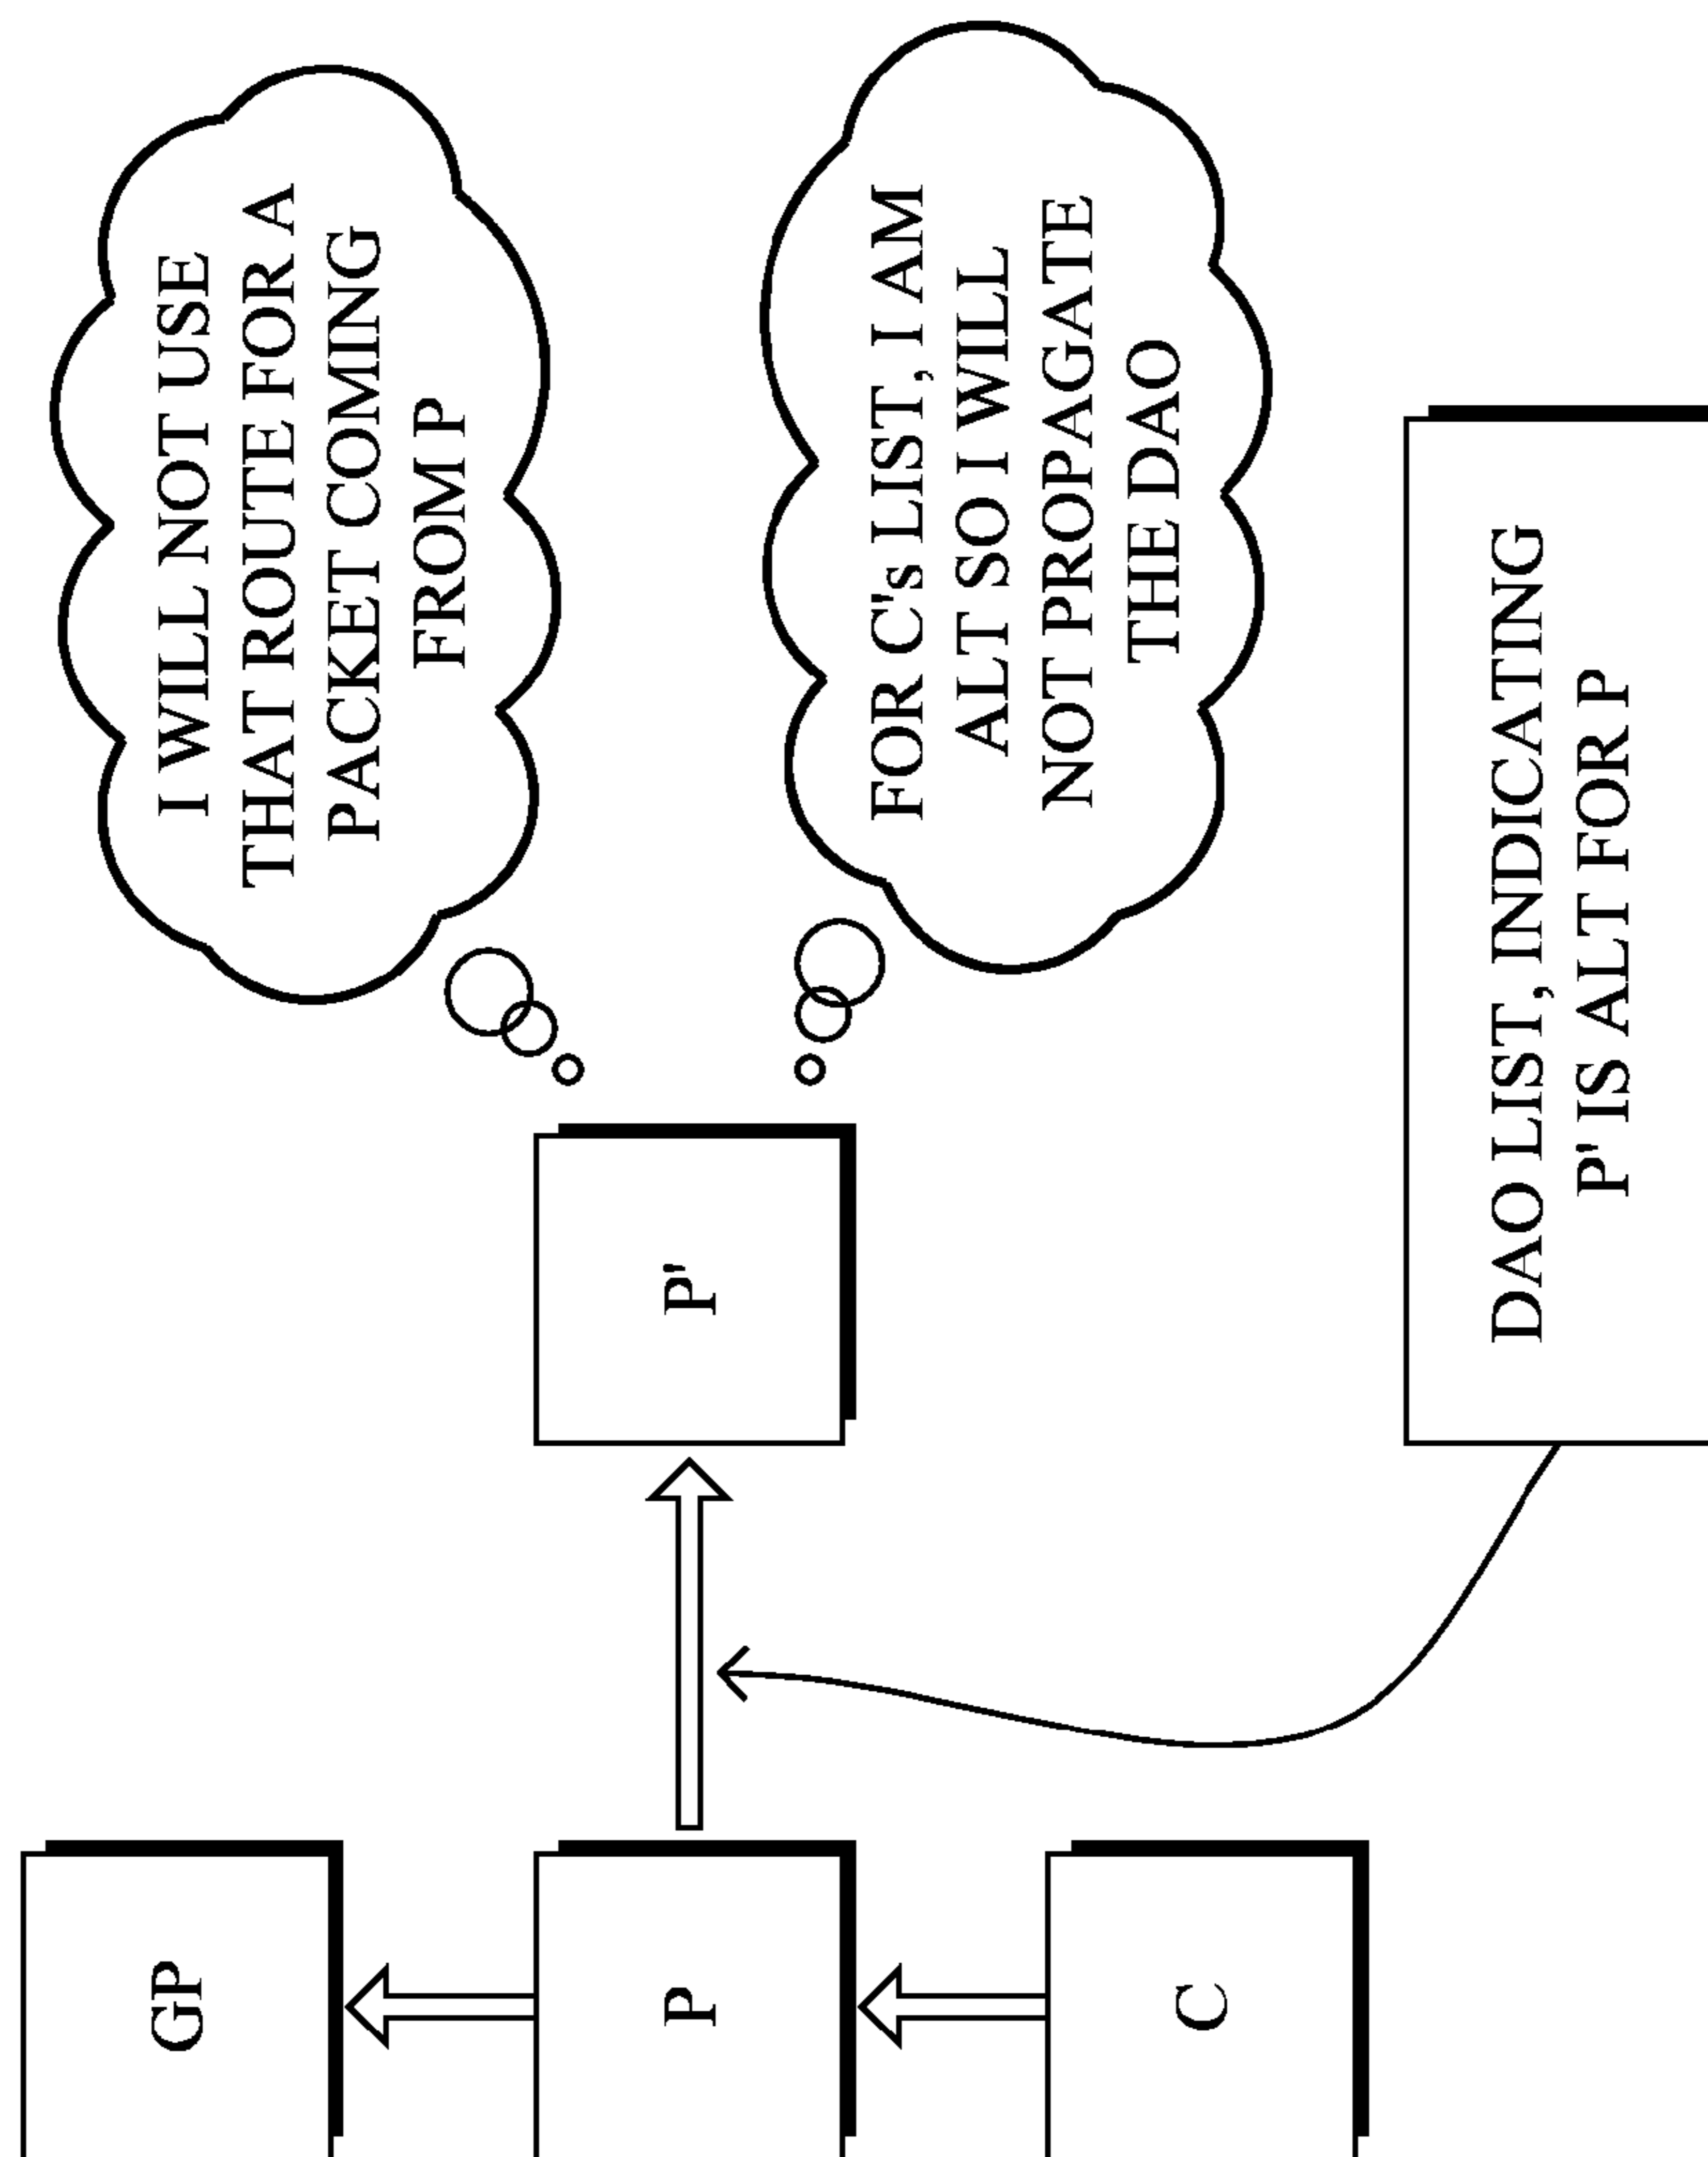 I WILL NOT USE
THAT ROUTE FOR A
PACKET COMING
FROM P
FOR C's LIST, I AM
ALT SO I WILL
NOT PROPAGATE
THE DAO
P'
DAO LIST, INDICATING
P' IS ALT FOR P
GP
P
C